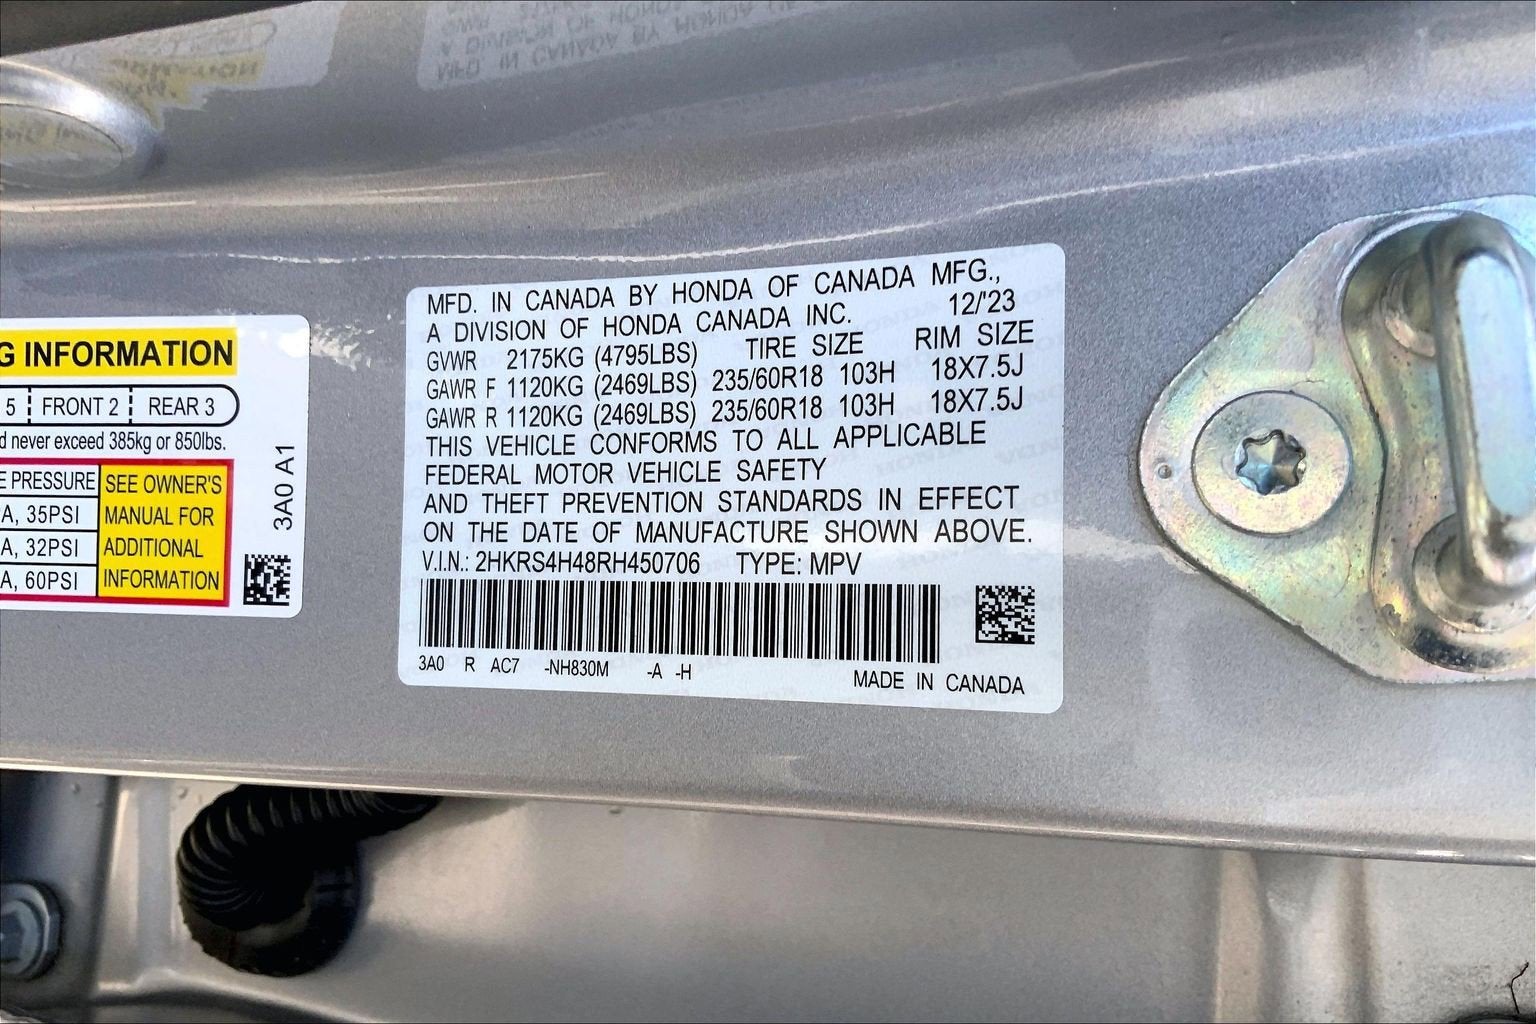 G INFORMATION
5 FRONT 2 REAR 3
d never exceed 385kg or 850lbs.
E PRESSURE
A, 35PSI
A, 32PSI
A, 60PSI
SEE OWNER'S
MANUAL FOR
ADDITIONAL
INFORMATION
3A0 A1
MFD. IN CANADA BY HONDA OF CANADA MFG.,
A DIVISION OF HONDA CANADA INC. 12/'23
GVWR 2175KG (4795LBS) TIRE SIZE RIM SIZE
GAWR F 1120KG (2469LBS) 235/60R18 103H 18X7.5J
GAWR R 1120KG (2469LBS) 235/60R18 103H 18X7.5J
THIS VEHICLE CONFORMS TO ALL APPLICABLE
FEDERAL MOTOR VEHICLE SAFETY
AND THEFT PREVENTION STANDARDS IN EFFECT
ON THE DATE OF MANUFACTURE SHOWN ABOVE.
V.I.N.: 2HKRS4H48RH450706 TYPE: MPV
3A0 R AC7 -NH830M -A -H
MADE IN CANADA